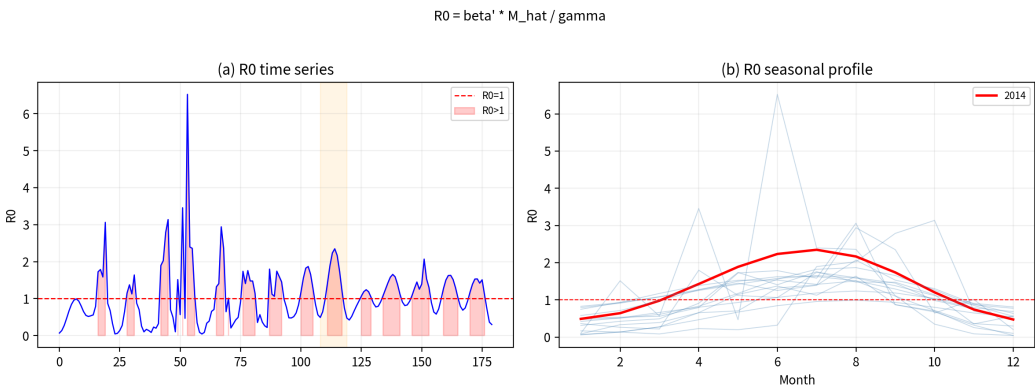 R0 = beta' * M_hat / gamma
(a) R0 time series
R0
6
5
4
3
2
1
0
0 25 50 75 100 125 150 175
R0=1
R0>1
(b) R0 seasonal profile
R0
6
5
4
3
2
1
0
2 4 6 8 10 12
Month
2014